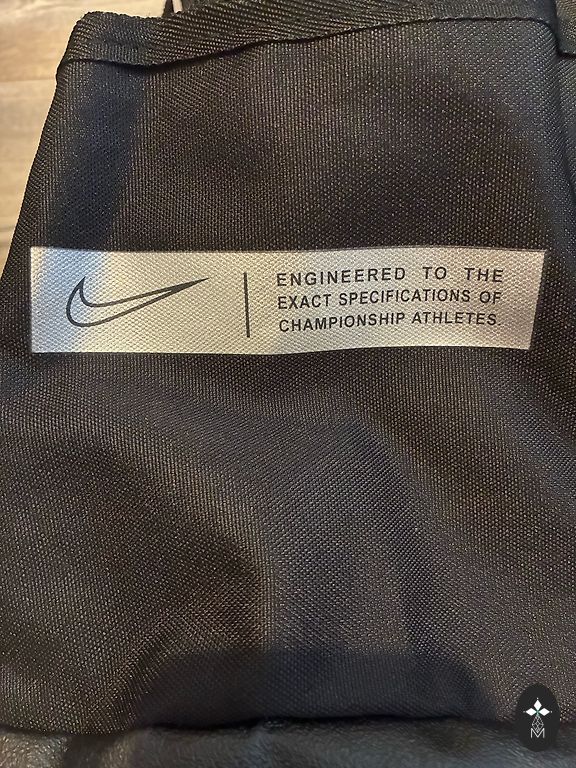 ENGINEERED TO THE
EXACT SPECIFICATIONS OF
CHAMPIONSHIP ATHLETES
M